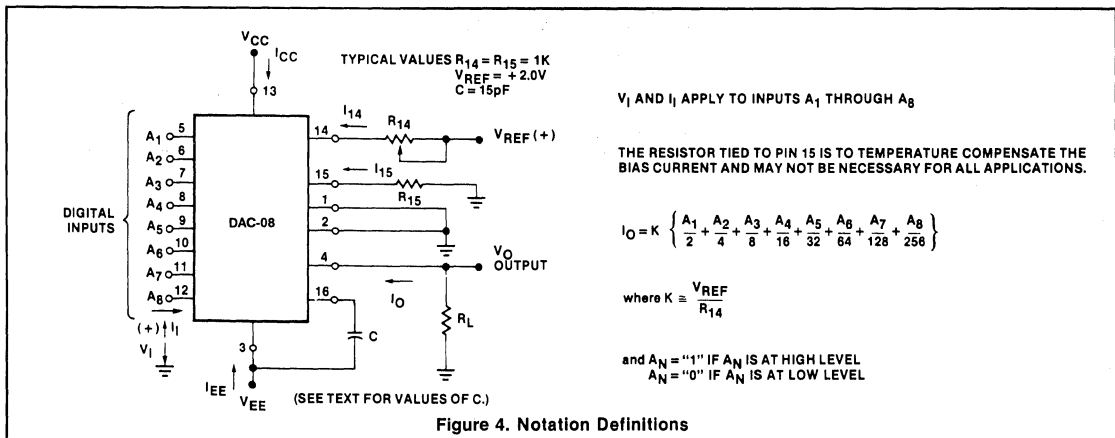 VCC
ICC
13
TYPICAL VALUES R14 = R15 = 1K
VREF = +2.0V
C = 15pF
DIGITAL
INPUTS
A1 5
A2 6
A3 7
A4 8
A5 9
A6 10
A7 11
A8 12
(+) II
VI
DAC-08
14
I14
R14
VREF (+)
15
I15
R15
1
2
4
VO
OUTPUT
IO
16
C
RL
3
IEE
VEE
(SEE TEXT FOR VALUES OF C.)
VI AND II APPLY TO INPUTS A1 THROUGH A8
THE RESISTOR TIED TO PIN 15 IS TO TEMPERATURE COMPENSATE THE
BIAS CURRENT AND MAY NOT BE NECESSARY FOR ALL APPLICATIONS.
IO = K { A1/2 + A2/4 + A3/8 + A4/16 + A5/32 + A6/64 + A7/128 + A8/256 }
where K ≅ VREF/R14
and AN = "1" IF AN IS AT HIGH LEVEL
AN = "0" IF AN IS AT LOW LEVEL
Figure 4. Notation Definitions